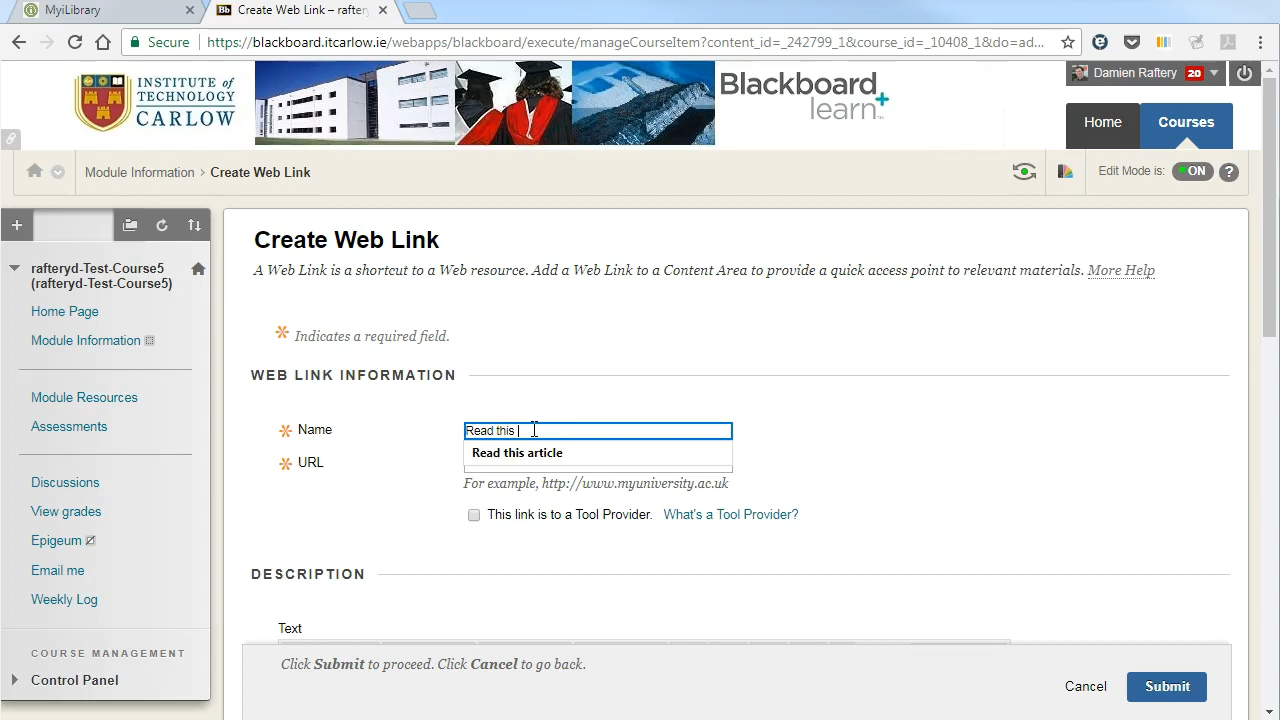 MyiLibrary
Bb Create Web Link – rafter
Secure https://blackboard.itcarlow.ie/webapps/blackboard/execute/manageCourseItem?content_id=_242799_1&course_id=_10408_1&do=ad...
INSTITUTE of
TECHNOLOGY
CARLOW
Blackboard
learn+
Damien Raftery 20
Home
Courses
Module Information > Create Web Link
Edit Mode is: ON ?
rafteryd-Test-Course5
(rafteryd-Test-Course5)
Home Page
Module Information
Module Resources
Assessments
Discussions
View grades
Epigeum
Email me
Weekly Log
COURSE MANAGEMENT
Control Panel
Create Web Link
A Web Link is a shortcut to a Web resource. Add a Web Link to a Content Area to provide a quick access point to relevant materials. More Help
Indicates a required field.
WEB LINK INFORMATION
Name
Read this
Read this article
URL
For example, http://www.myuniversity.ac.uk
This link is to a Tool Provider. What's a Tool Provider?
DESCRIPTION
Text
Click Submit to proceed. Click Cancel to go back.
Cancel
Submit